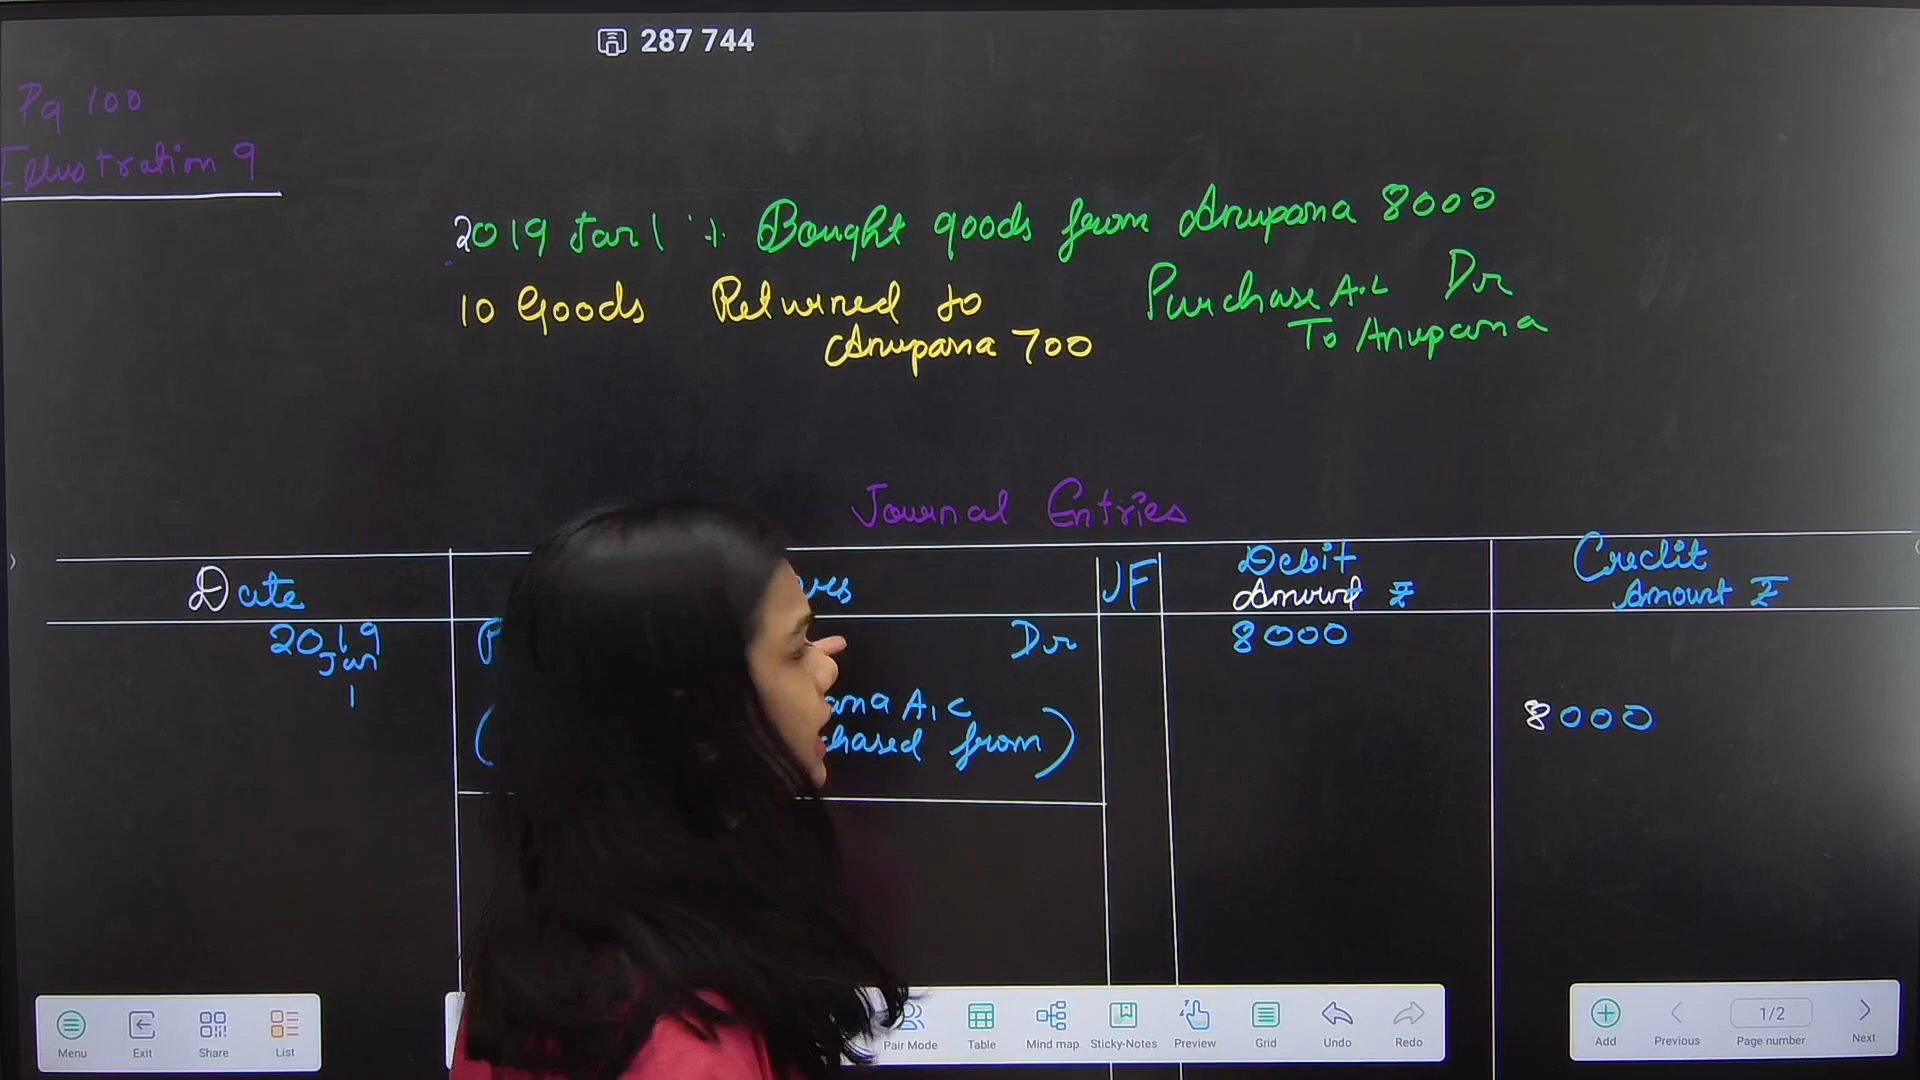 287 744
Pg 100
Illustration 9
2019 Jan 1 :. Bought goods from Anupama 8000
10 Goods Returned to
Anupama 700
Purchase A.C Dr
To Anupama
Journal Entries
Date
JF
Debit
Amount ₹
Credit
Amount ₹
2019
Jan
1
Dr
8000
A,c
8000
from)
Menu
Exit
Share
List
Pair Mode
Table
Mind map
Sticky-Notes
Preview
Grid
Undo
Redo
Add
Previous
1/2
Page number
Next